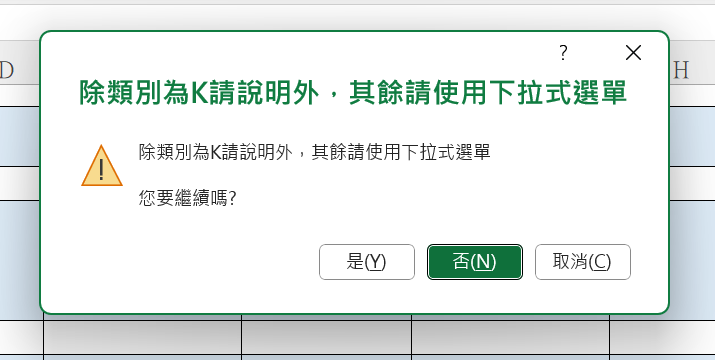 ?
D
H
除類別為K請說明外，其餘請使用下拉式選單
除類別為K請說明外，其餘請使用下拉式選單
您要繼續嗎?
是(Y) 否(N) 取消(C)